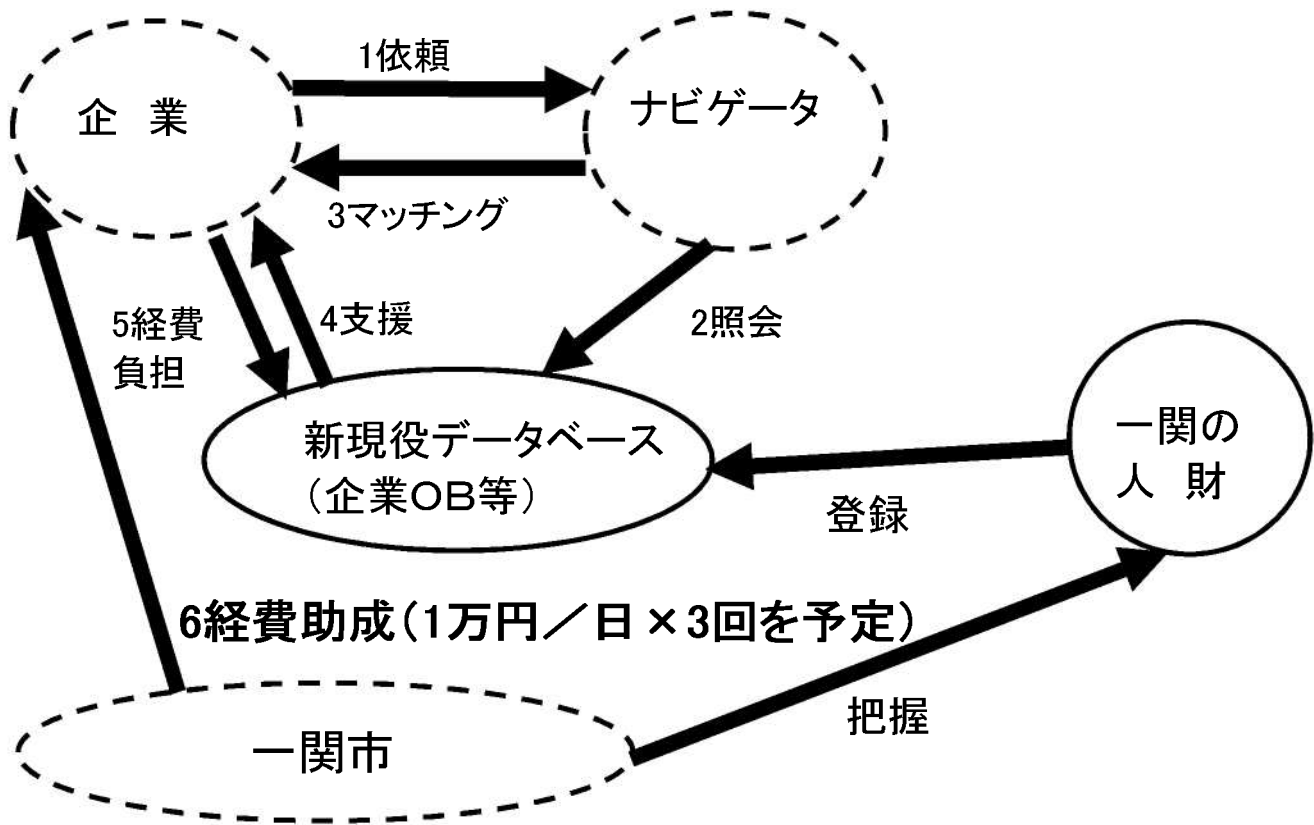 1依頼
企　業
ナビゲータ
3マッチング
5経費
負担
4支援
2照会
新現役データベース
（企業ＯＢ等）
一関の
人　財
登録
6経費助成（1万円／日×3回を予定）
把握
一関市